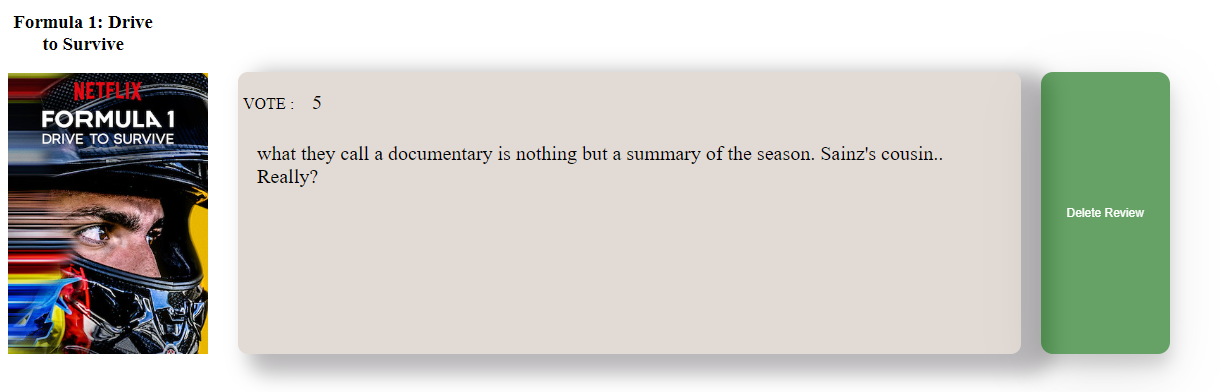 Formula 1: Drive
to Survive
NETFLIX
FORMULA 1
DRIVE TO SURVIVE
VOTE : 5
what they call a documentary is nothing but a summary of the season. Sainz's cousin..
Really?
Delete Review